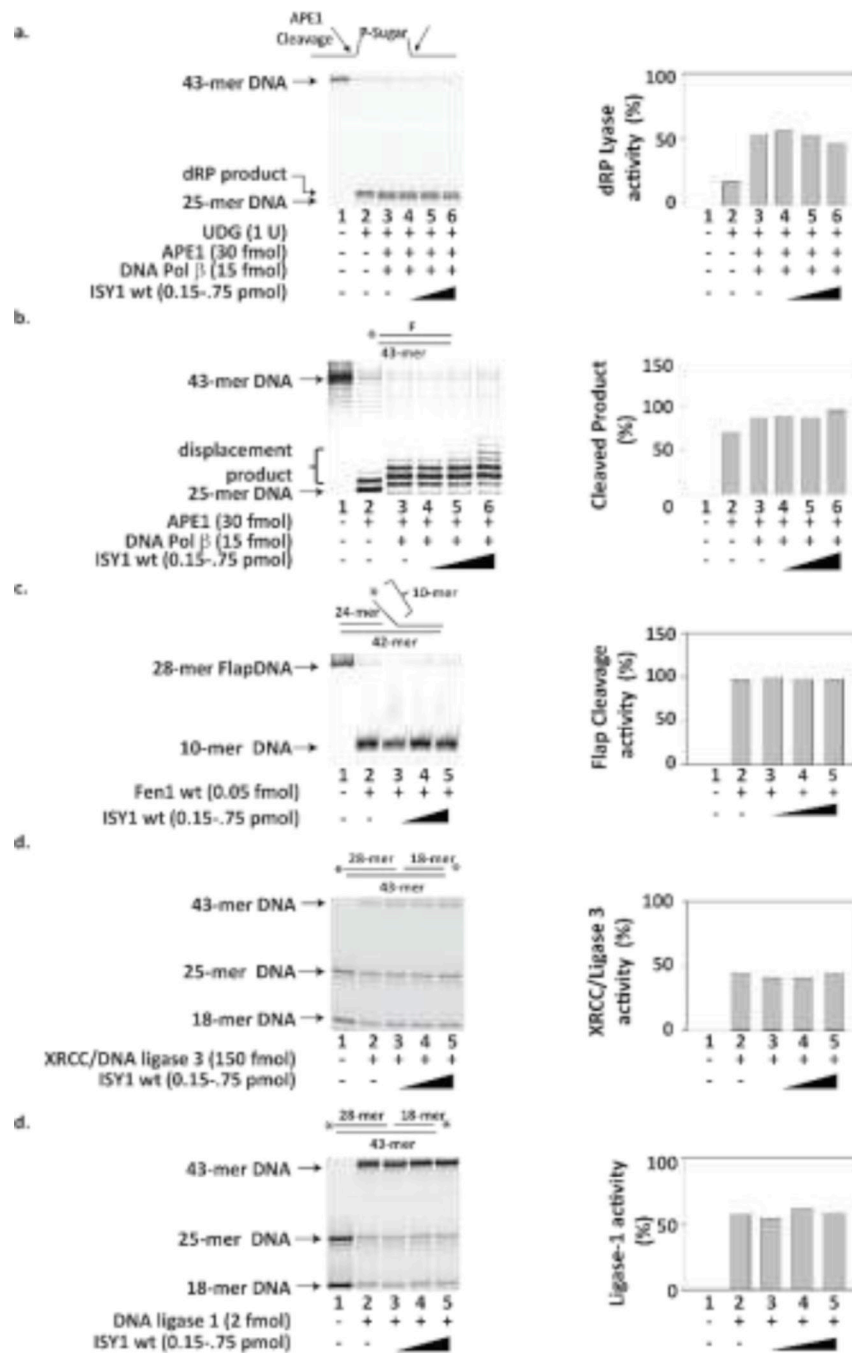 a.
APE1
Cleavage
P-Sugar
43-mer DNA
dRP product
25-mer DNA
1 2 3 4 5 6
UDG (1 U) - + + + + +
APE1 (30 fmol) - - + + + +
DNA Pol β (15 fmol) - - + + + +
ISY1 wt (0.15-.75 pmol) - - -
dRP Lyase
activity (%)
100
50
0
1 2 3 4 5 6
- + + + + +
- - + + + +
- - + + + +
- - -
b.
* F
43-mer
43-mer DNA
displacement
product
25-mer DNA
1 2 3 4 5 6
APE1 (30 fmol) - + + + + +
DNA Pol β (15 fmol) - - + + + +
ISY1 wt (0.15-.75 pmol) - - -
Cleaved Product
(%)
150
100
50
0
1 2 3 4 5 6
- + + + + +
- - + + + +
- - -
c.
* 10-mer
24-mer
42-mer
28-mer FlapDNA
10-mer DNA
1 2 3 4 5
Fen1 wt (0.05 fmol) - + + + +
ISY1 wt (0.15-.75 pmol) - -
Flap Cleavage
activity (%)
150
100
50
0
1 2 3 4 5
- + + + +
- -
d.
28-mer 18-mer
* *
43-mer
43-mer DNA
25-mer DNA
18-mer DNA
1 2 3 4 5
XRCC/DNA ligase 3 (150 fmol) - + + + +
ISY1 wt (0.15-.75 pmol) - -
XRCC/Ligase 3
activity (%)
100
50
0
1 2 3 4 5
- + + + +
- -
d.
28-mer 18-mer
* *
43-mer
43-mer DNA
25-mer DNA
18-mer DNA
1 2 3 4 5
DNA ligase 1 (2 fmol) - + + + +
ISY1 wt (0.15-.75 pmol) - -
Ligase-1 activity
(%)
100
50
0
1 2 3 4 5
- + + + +
- -